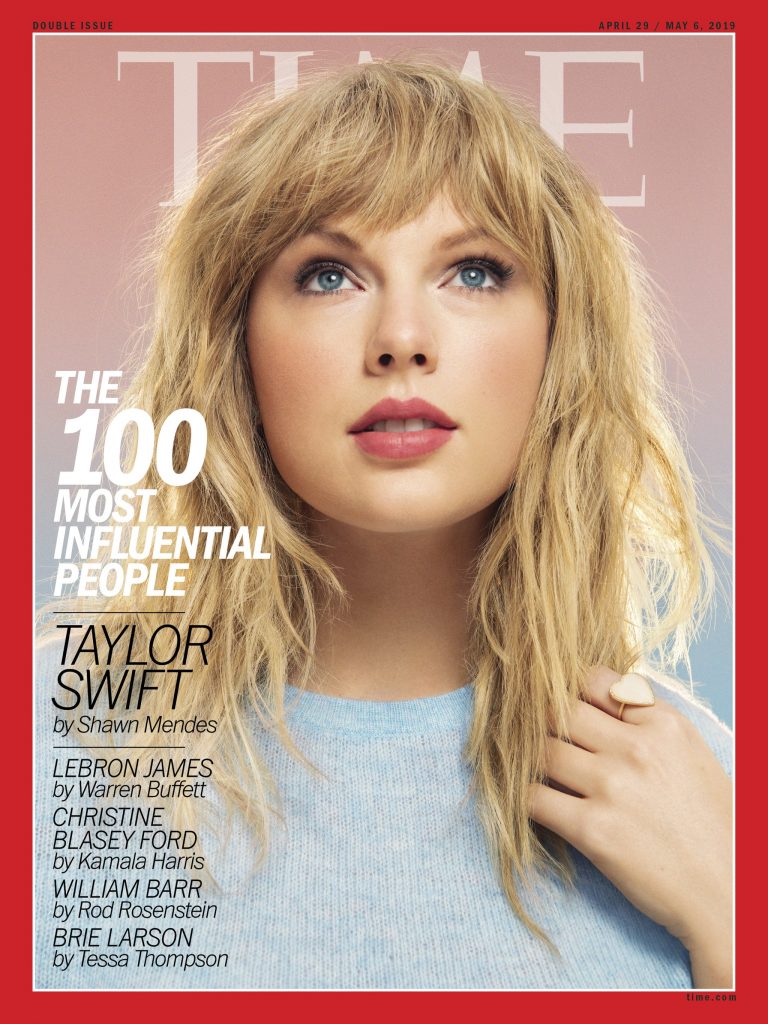 DOUBLE ISSUE
APRIL 29 / MAY 6, 2019
TIME
THE
100
MOST
INFLUENTIAL
PEOPLE
TAYLOR
SWIFT
by Shawn Mendes
LEBRON JAMES
by Warren Buffett
CHRISTINE
BLASEY FORD
by Kamala Harris
WILLIAM BARR
by Rod Rosenstein
BRIE LARSON
by Tessa Thompson
time.com